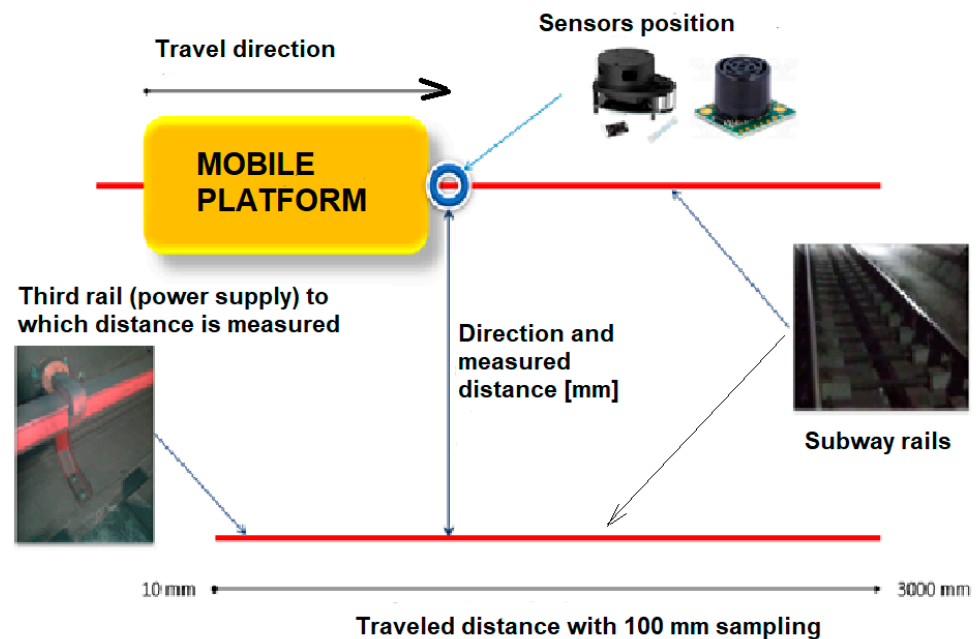 Sensors position
Travel direction
MOBILE
PLATFORM
Third rail (power supply) to
which distance is measured
Direction and
measured
distance [mm]
Subway rails
10 mm
3000 mm
Traveled distance with 100 mm sampling